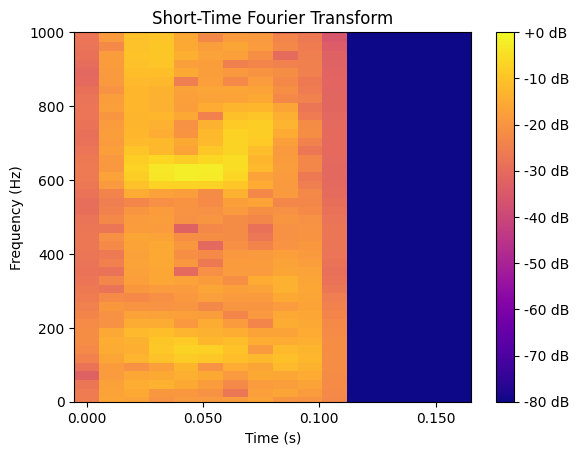 Short-Time Fourier Transform
1000
800
600
400
200
0
Frequency (Hz)
0.000
0.050
0.100
0.150
Time (s)
+0 dB
-10 dB
-20 dB
-30 dB
-40 dB
-50 dB
-60 dB
-70 dB
-80 dB